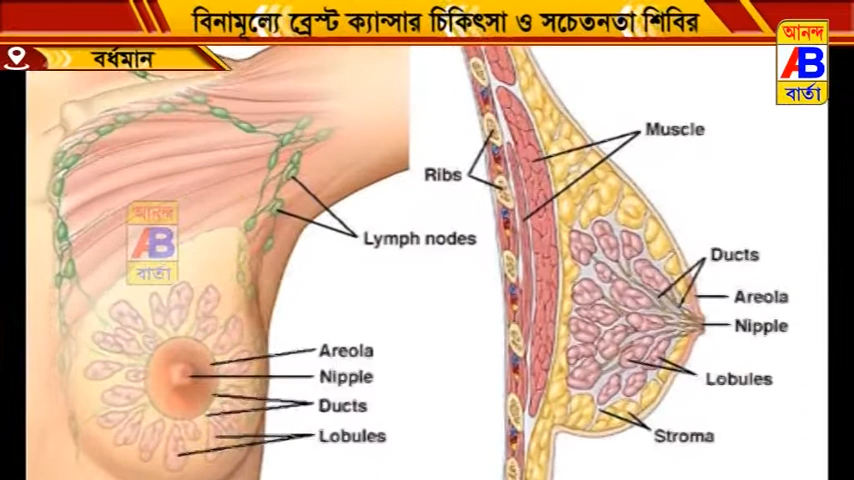 বিনামূল্যে ব্রেস্ট ক্যান্সার চিকিৎসা ও সচেতনতা শিবির
বর্ধমান
আনন্দ
AB
বার্তা
Muscle
Ribs
Lymph nodes
আনন্দ
AB
বার্তা
Ducts
Areola
Nipple
Lobules
Stroma
Areola
Nipple
Ducts
Lobules